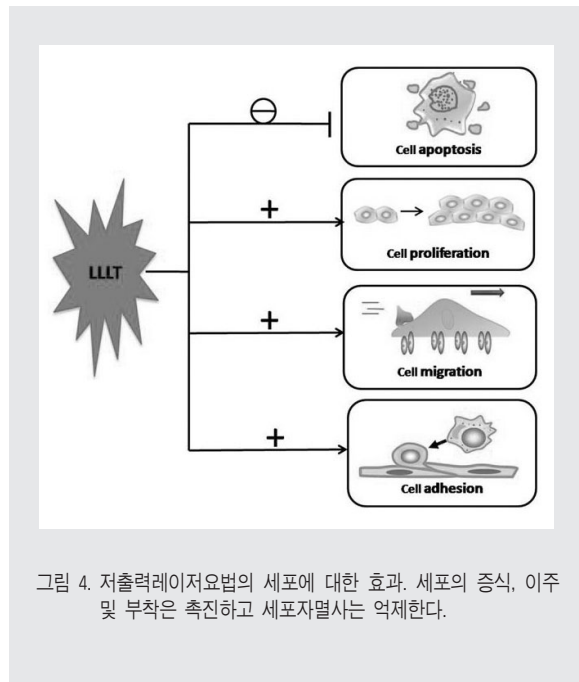 ⊖
Cell apoptosis
+
Cell proliferation
LLLT
+
Cell migration
+
Cell adhesion
그림 4. 저출력레이저요법의 세포에 대한 효과. 세포의 증식, 이주
및 부착은 촉진하고 세포자멸사는 억제한다.